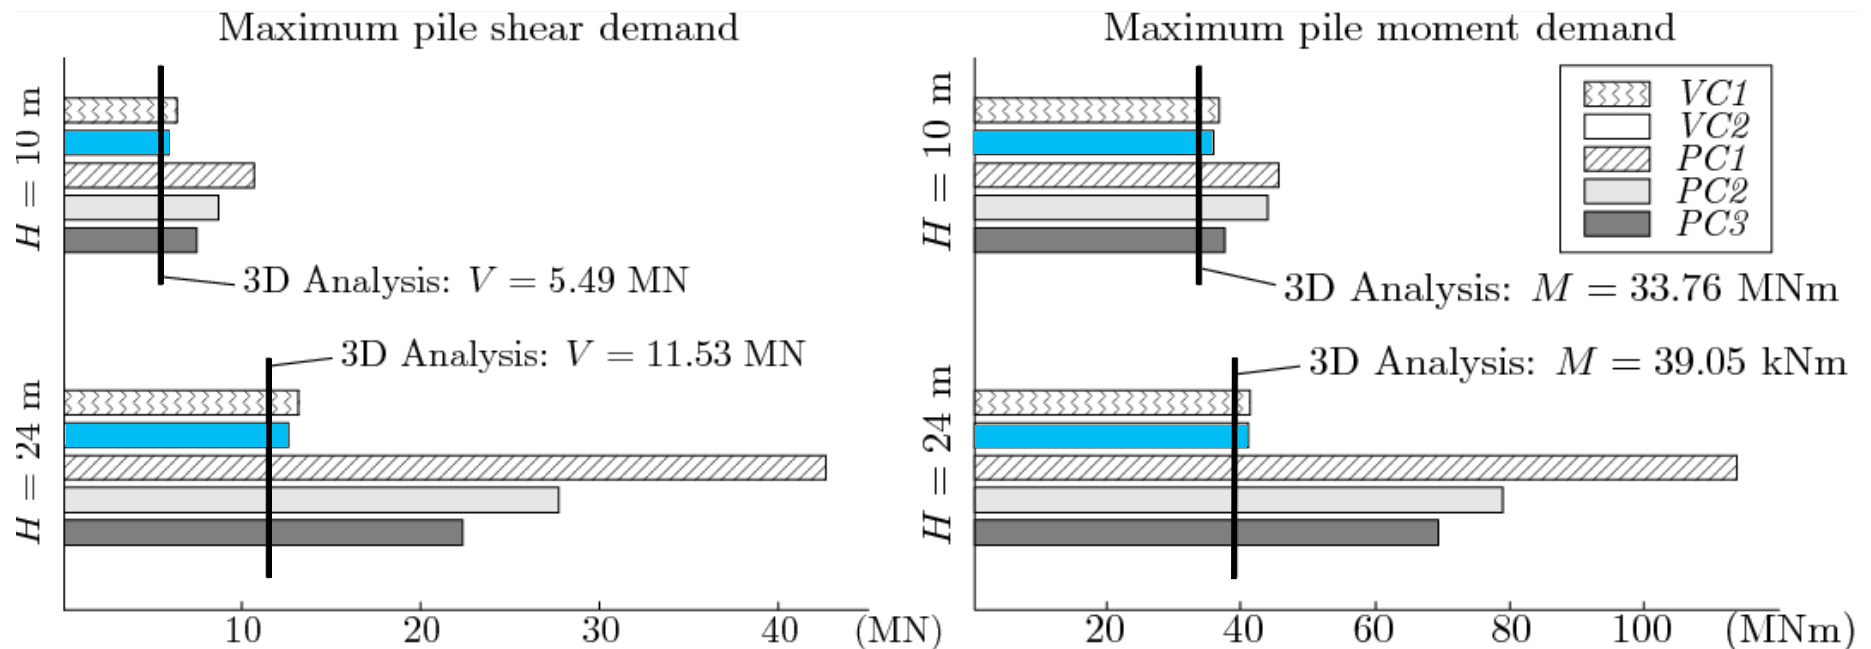 Maximum pile shear demand
H = 10 m
3D Analysis: V = 5.49 MN
H = 24 m
3D Analysis: V = 11.53 MN
10 20 30 40 (MN)
Maximum pile moment demand
H = 10 m
VC1
VC2
PC1
PC2
PC3
3D Analysis: M = 33.76 MNm
H = 24 m
3D Analysis: M = 39.05 kNm
20 40 60 80 100 (MNm)